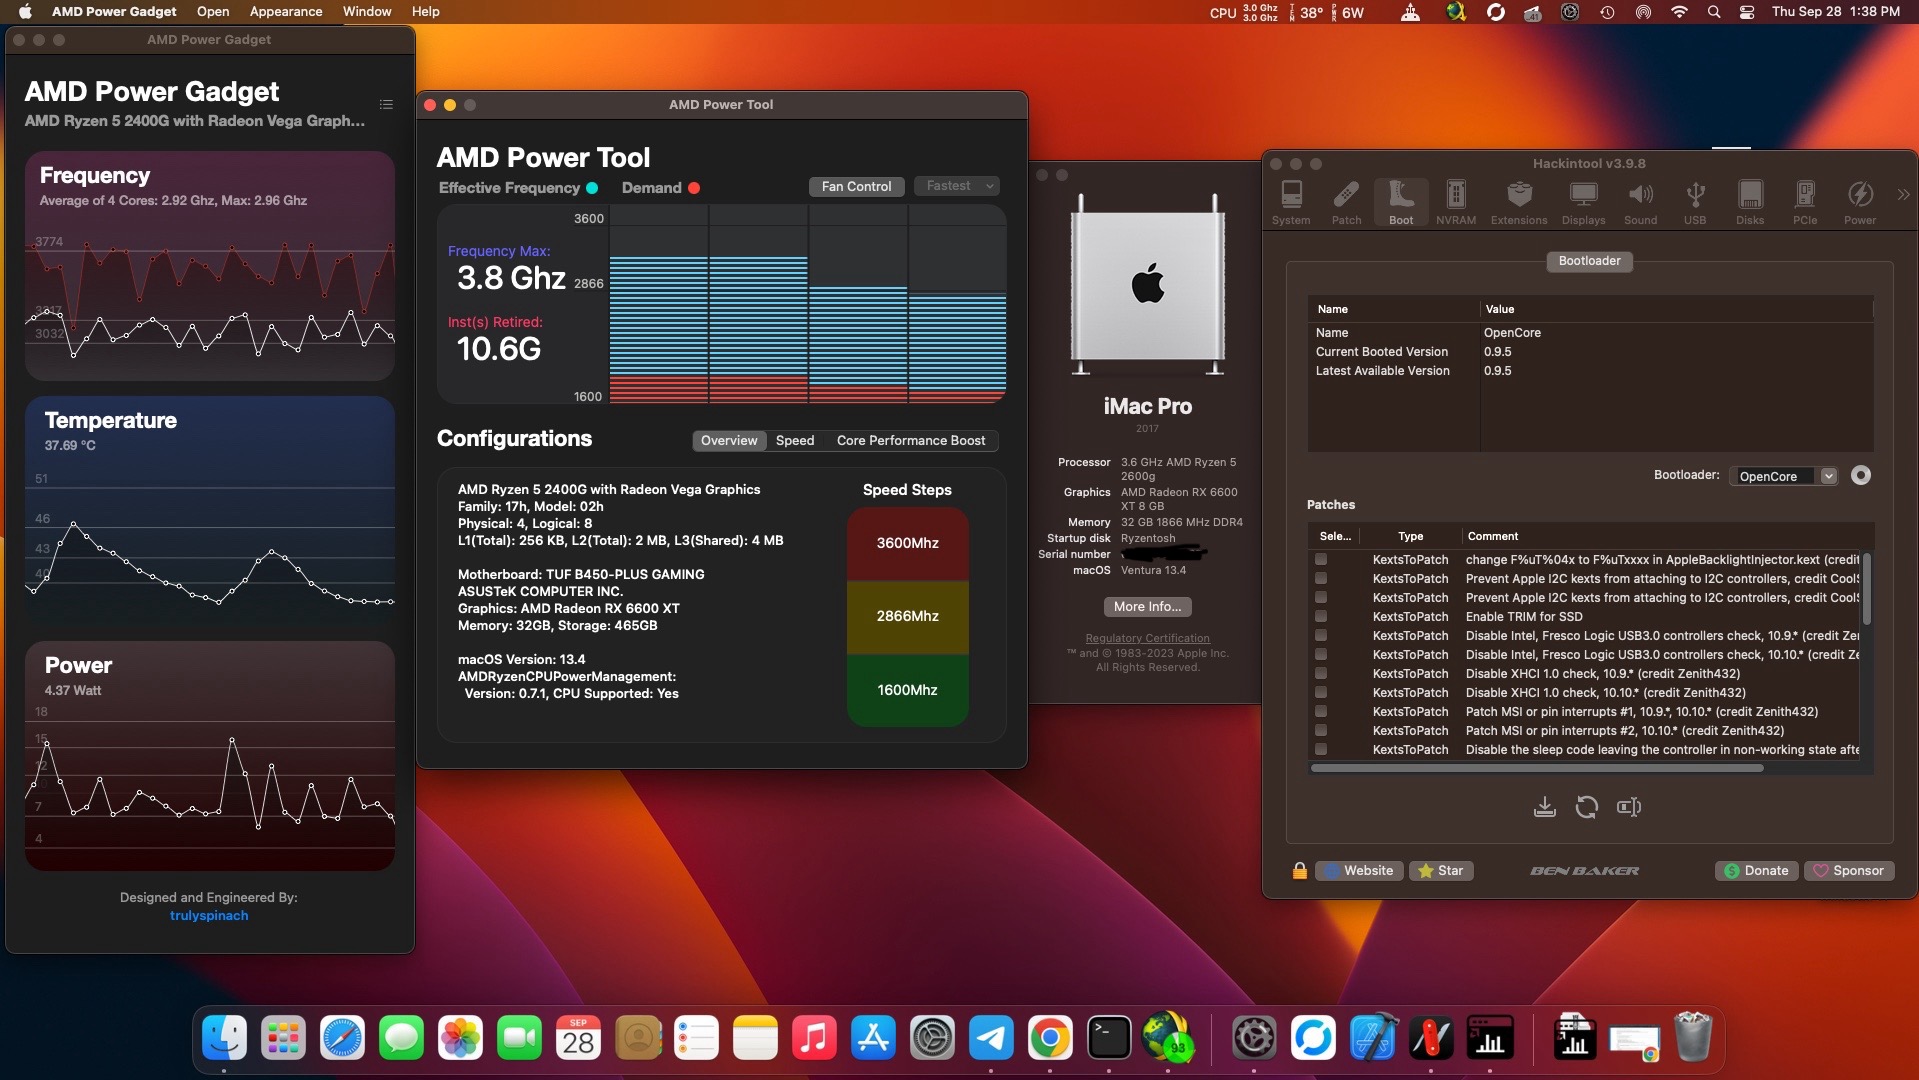 AMD Power Gadget Open Appearance Window Help
CPU 3.0 Ghz 3.0 Ghz 38° 6W Thu Sep 28 1:38 PM
AMD Power Gadget
AMD Power Gadget
AMD Ryzen 5 2400G with Radeon Vega Graph...
Frequency
Average of 4 Cores: 2.92 Ghz, Max: 2.96 Ghz
3774
3032
Temperature
37.69 °C
51
46
43
40
Power
4.37 Watt
18
15
12
7
4
Designed and Engineered By:
trulyspinach
AMD Power Tool
AMD Power Tool
Effective Frequency Demand
Fan Control Fastest
3600
Frequency Max:
3.8 Ghz
2866
Inst(s) Retired:
10.6G
1600
Configurations
Overview Speed Core Performance Boost
AMD Ryzen 5 2400G with Radeon Vega Graphics
Family: 17h, Model: 02h
Physical: 4, Logical: 8
L1(Total): 256 KB, L2(Total): 2 MB, L3(Shared): 4 MB
Motherboard: TUF B450-PLUS GAMING
ASUSTeK COMPUTER INC.
Graphics: AMD Radeon RX 6600 XT
Memory: 32GB, Storage: 465GB
macOS Version: 13.4
AMDRyzenCPUPowerManagement:
Version: 0.7.1, CPU Supported: Yes
Speed Steps
3600Mhz
2866Mhz
1600Mhz
iMac Pro
2017
Processor 3.6 GHz AMD Ryzen 5
2600g
Graphics AMD Radeon RX 6600
XT 8 GB
Memory 32 GB 1866 MHz DDR4
Startup disk Ryzentosh
Serial number
macOS Ventura 13.4
More Info...
Regulatory Certification
™ and © 1983-2023 Apple Inc.
All Rights Reserved.
Hackintool v3.9.8
System Patch Boot NVRAM Extensions Displays Sound USB Disks PCIe Power
Bootloader
Name Value
Name OpenCore
Current Booted Version 0.9.5
Latest Available Version 0.9.5
Bootloader: OpenCore
Patches
Sele... Type Comment
KextsToPatch change F%uT%04x to F%uTxxxx in AppleBacklightInjector.kext (credit
KextsToPatch Prevent Apple I2C kexts from attaching to I2C controllers, credit CoolS
KextsToPatch Prevent Apple I2C kexts from attaching to I2C controllers, credit CoolS
KextsToPatch Enable TRIM for SSD
KextsToPatch Disable Intel, Fresco Logic USB3.0 controllers check, 10.9.* (credit Ze
KextsToPatch Disable Intel, Fresco Logic USB3.0 controllers check, 10.10.* (credit Ze
KextsToPatch Disable XHCI 1.0 check, 10.9.* (credit Zenith432)
KextsToPatch Disable XHCI 1.0 check, 10.10.* (credit Zenith432)
KextsToPatch Patch MSI or pin interrupts #1, 10.9.*, 10.10.* (credit Zenith432)
KextsToPatch Patch MSI or pin interrupts #2, 10.10.* (credit Zenith432)
KextsToPatch Disable the sleep code leaving the controller in non-working state afte
Website Star BEN BAKER Donate Sponsor
SEP
28
93